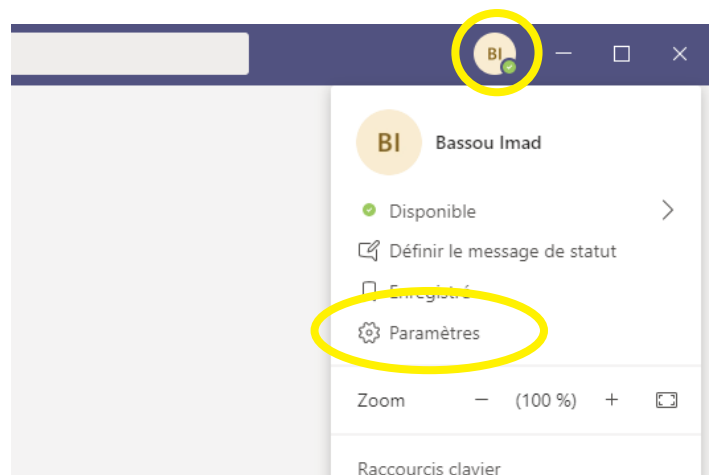 BI
BI Bassou Imad
Disponible
Définir le message de statut
Enregistré
Paramètres
Zoom − (100 %) +
Raccourcis clavier